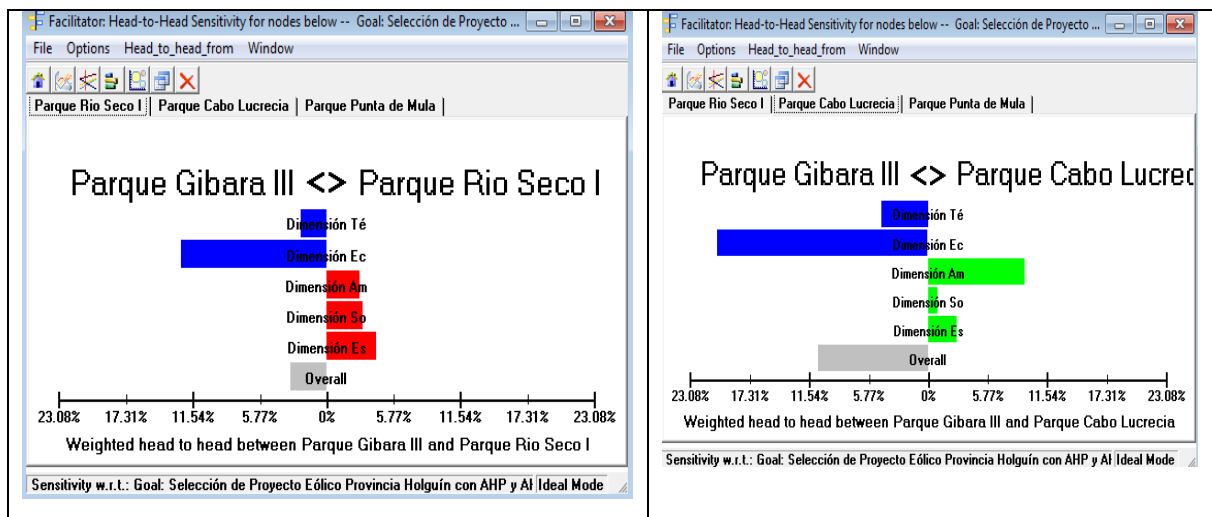 Facilitator: Head-to-Head Sensitivity for nodes below -- Goal: Selección de Proyecto ...
File Options Head_to_head_from Window
Parque Rio Seco I | Parque Cabo Lucrecia | Parque Punta de Mula |
Parque Gibara III <> Parque Rio Seco I
Dimensión Té
Dimensión Ec
Dimensión Am
Dimensión So
Dimensión Es
Overall
23.08% 17.31% 11.54% 5.77% 0% 5.77% 11.54% 17.31% 23.08%
Weighted head to head between Parque Gibara III and Parque Rio Seco I
Sensitivity w.r.t.: Goal: Selección de Proyecto Eólico Provincia Holguín con AHP y Al Ideal Mode
Facilitator: Head-to-Head Sensitivity for nodes below -- Goal: Selección de Proyecto ...
File Options Head_to_head_from Window
Parque Rio Seco I | Parque Cabo Lucrecia | Parque Punta de Mula |
Parque Gibara III <> Parque Cabo Lucrec
Dimensión Té
Dimensión Ec
Dimensión Am
Dimensión So
Dimensión Es
Overall
23.08% 17.31% 11.54% 5.77% 0% 5.77% 11.54% 17.31% 23.08%
Weighted head to head between Parque Gibara III and Parque Cabo Lucrecia
Sensitivity w.r.t.: Goal: Selección de Proyecto Eólico Provincia Holguín con AHP y Al Ideal Mode